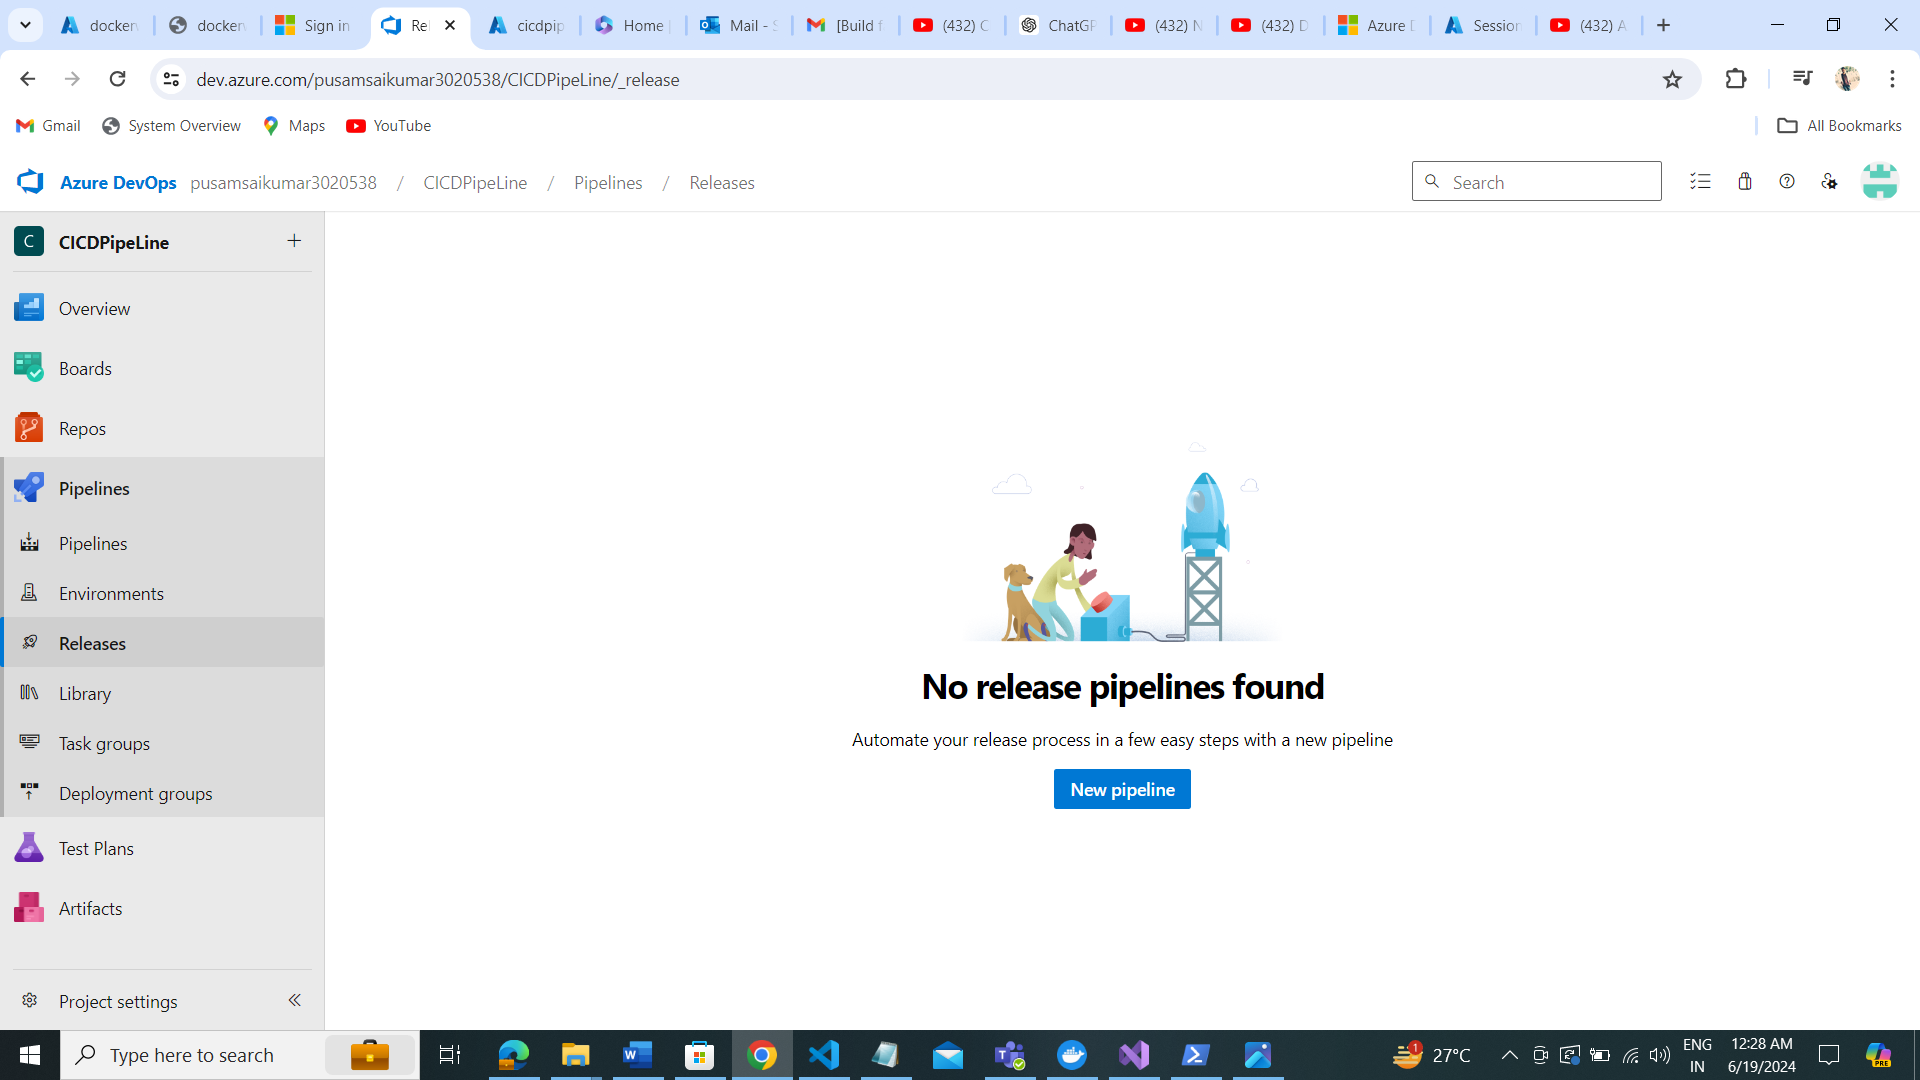 docker
docker
Sign in
Rel
cicdpip
Home
Mail - S
[Build f
(432) C
ChatGP
(432) N
(432) D
Azure D
Session
(432) A
dev.azure.com/pusamsaikumar3020538/CICDPipeLine/_release
Gmail
System Overview
Maps
YouTube
All Bookmarks
Azure DevOps
pusamsaikumar3020538 / CICDPipeLine / Pipelines / Releases
Search
C
CICDPipeLine
Overview
Boards
Repos
Pipelines
Pipelines
Environments
Releases
Library
Task groups
Deployment groups
Test Plans
Artifacts
Project settings
No release pipelines found
Automate your release process in a few easy steps with a new pipeline
New pipeline
Type here to search
1
27°C
ENG
IN
12:28 AM
6/19/2024
PRE